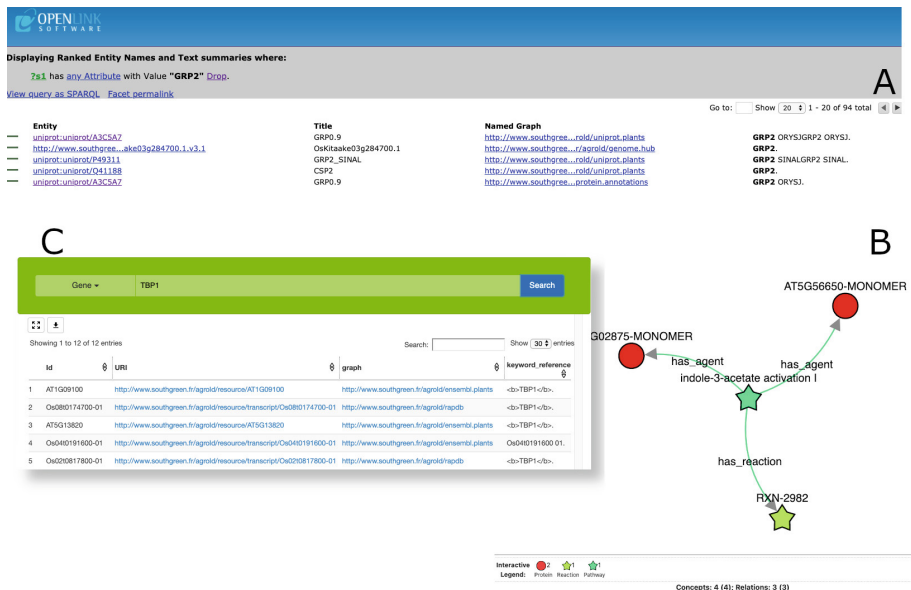 OPENLINK
SOFTWARE
Displaying Ranked Entity Names and Text summaries where:
?s1 has any Attribute with Value "GRP2" Drop.
View query as SPARQL Facet permalink
A
Go to: Show 20 1 - 20 of 94 total
Entity Title Named Graph
uniprot:uniprot/A3C5A7 GRP0.9 http://www.southgree...rold/uniprot.plants GRP2 ORYSJGRP2 ORYSJ.
http://www.southgree...ake03g284700.1.v3.1 OsKitaake03g284700.1 http://www.southgree...r/agrold/genome.hub GRP2.
uniprot:uniprot/P49311 GRP2_SINAL http://www.southgree...rold/uniprot.plants GRP2 SINALGRP2 SINAL.
uniprot:uniprot/Q41188 CSP2 http://www.southgree...rold/uniprot.plants GRP2.
uniprot:uniprot/A3C5A7 GRP0.9 http://www.southgree...protein.annotations GRP2 ORYSJ.
C
Gene TBP1 Search
Showing 1 to 12 of 12 entries Search: Show 30 entries
Id URI graph keyword_reference
1 AT1G09100 http://www.southgreen.fr/agrold/resource/AT1G09100 http://www.southgreen.fr/agrold/ensembl.plants <b>TBP1</b>.
2 Os08t0174700-01 http://www.southgreen.fr/agrold/resource/transcript/Os08t0174700-01 http://www.southgreen.fr/agrold/rapdb <b>TBP1</b>.
3 AT5G13820 http://www.southgreen.fr/agrold/resource/AT5G13820 http://www.southgreen.fr/agrold/ensembl.plants <b>TBP1</b>.
4 Os04t0191600-01 http://www.southgreen.fr/agrold/resource/transcript/Os04t0191600-01 http://www.southgreen.fr/agrold/ensembl.plants Os04t0191600 01.
5 Os02t0817800-01 http://www.southgreen.fr/agrold/resource/transcript/Os02t0817800-01 http://www.southgreen.fr/agrold/rapdb <b>TBP1</b>.
B
AT5G56650-MONOMER
G02875-MONOMER
has_agent
has_agent
indole-3-acetate activation I
has_reaction
RXN-2982
Interactive Legend: 2 Protein 1 Reaction 1 Pathway
Concepts: 4 (4); Relations: 3 (3)